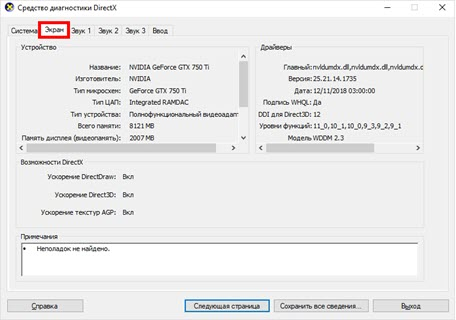 Средство диагностики DirectX
Система Экран Звук 1 Звук 2 Звук 3 Ввод
Устройство
Название: NVIDIA GeForce GTX 750 Ti
Изготовитель: NVIDIA
Тип микросхем: GeForce GTX 750 Ti
Тип ЦАП: Integrated RAMDAC
Тип устройства: Полнофункциональный видеоадапт
Всего памяти: 8121 MB
Память дисплея (видеопамять): 2007 MB
Драйверы
Главный: nvldumdx.dll,nvldumdx.dll,nvldumdx.r
Версия: 25.21.14.1735
Дата: 12/11/2018 03:00:00
Подпись WHQL: Да
DDI для Direct3D: 12
Уровни функций: 11_0,10_1,10_0,9_3,9_2,9_1
Модель WDDM 2.3
Возможности DirectX
Ускорение DirectDraw: Вкл
Ускорение Direct3D: Вкл
Ускорение текстур AGP: Вкл
Примечания
• Неполадок не найдено.
Справка Следующая страница Сохранить все сведения... Выход